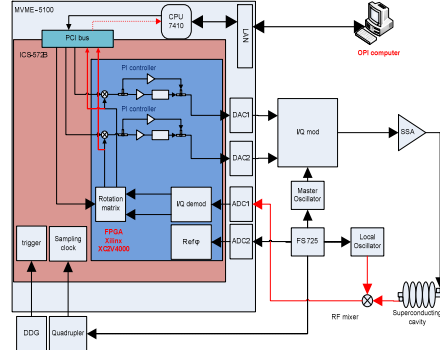 MVME-5100
CPU
7410
LAN
OPI computer
PCI bus
ICS-572B
PI controller
PI controller
DAC1
DAC2
I/Q mod
SSA
Master
Oscillator
Rotation
matrix
I/Q demod
ADC1
FPGA
Xilinx
XC2V4000
Refφ
ADC2
FS725
Local
Oscillator
trigger
Sampling
clock
RF mixer
Superconducting
cavity
DDG
Quadrupler